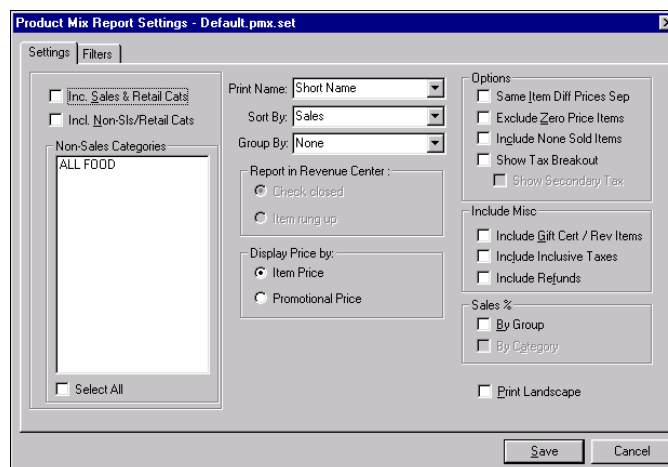 Product Mix Report Settings - Default.pmx.set
Settings
Filters
Inc. Sales & Retail Cats
Incl. Non-Sls/Retail Cats
Non-Sales Categories
ALL FOOD
Select All
Print Name: Short Name
Sort By: Sales
Group By: None
Report in Revenue Center :
Check closed
Item rung up
Display Price by:
Item Price
Promotional Price
Options
Same Item Diff Prices Sep
Exclude Zero Price Items
Include None Sold Items
Show Tax Breakout
Show Secondary Tax
Include Misc
Include Gift Cert / Rev Items
Include Inclusive Taxes
Include Refunds
Sales %
By Group
By Category
Print Landscape
Save
Cancel